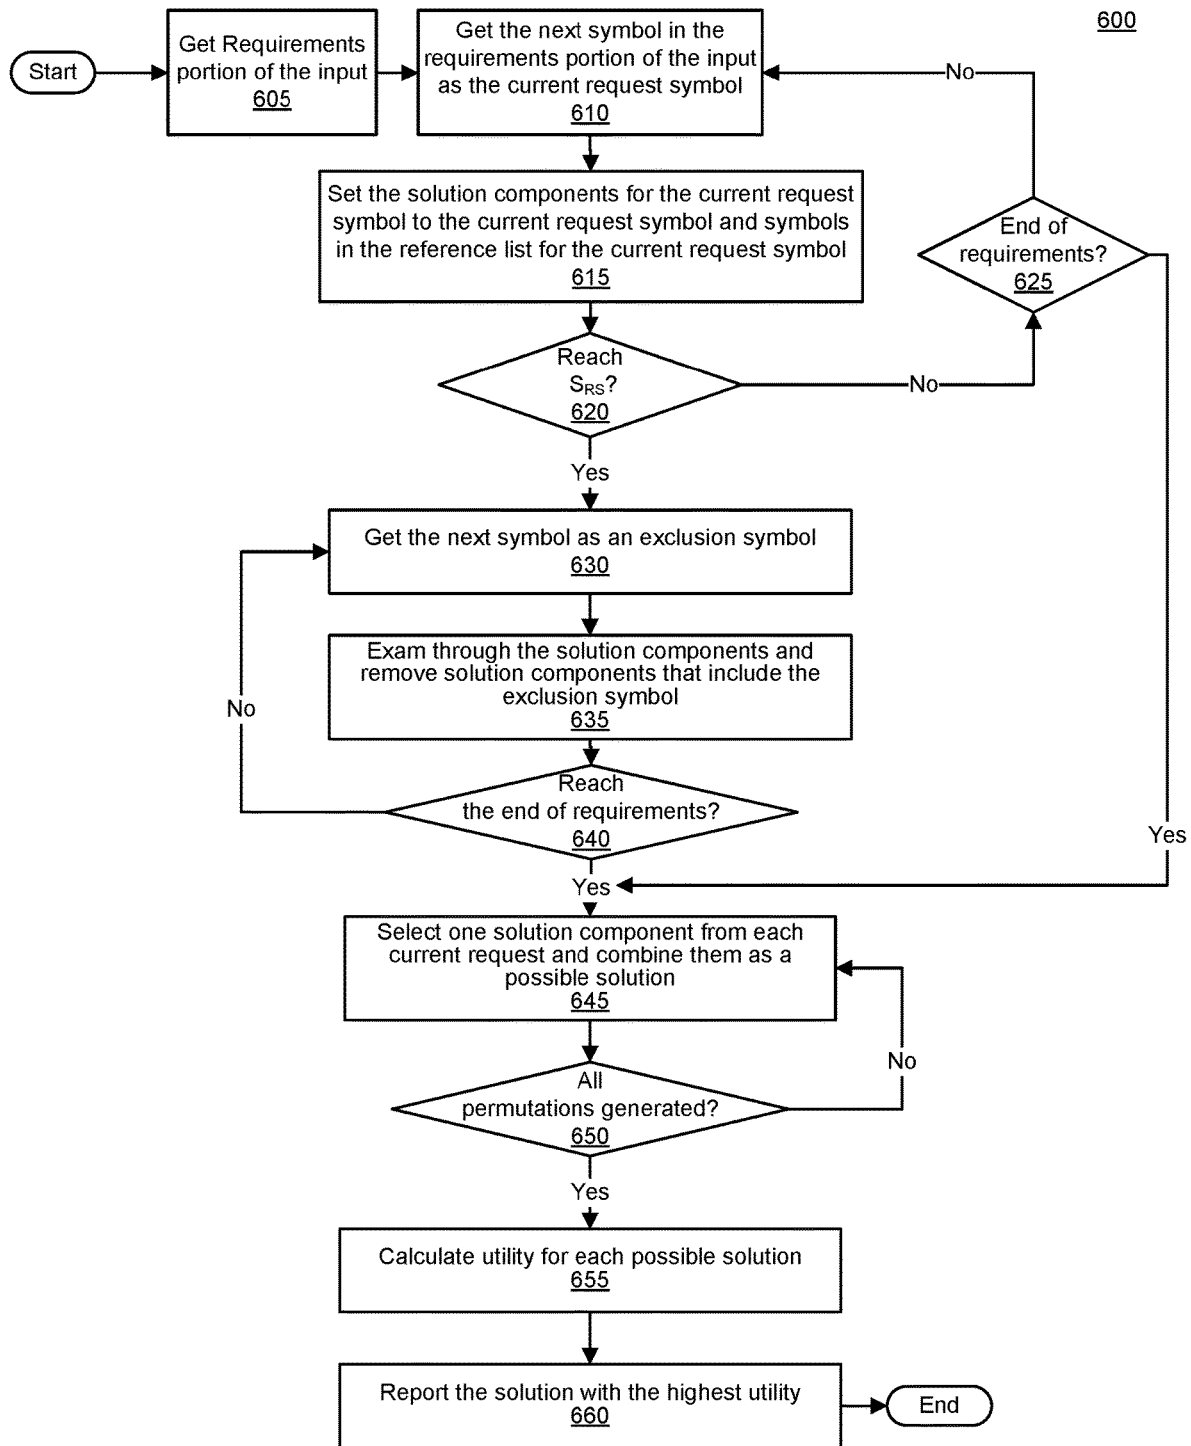 600
Start
Get Requirements
portion of the input
605
Get the next symbol in the
requirements portion of the input
as the current request symbol
610
No
Set the solution components for the current request
symbol to the current request symbol and symbols
in the reference list for the current request symbol
615
End of
requirements?
625
Reach
SRS?
620
No
Yes
Get the next symbol as an exclusion symbol
630
Exam through the solution components and
remove solution components that include the
exclusion symbol
635
No
Reach
the end of requirements?
640
Yes
Yes
Select one solution component from each
current request and combine them as a
possible solution
645
No
All
permutations generated?
650
Yes
Calculate utility for each possible solution
655
Report the solution with the highest utility
660
End